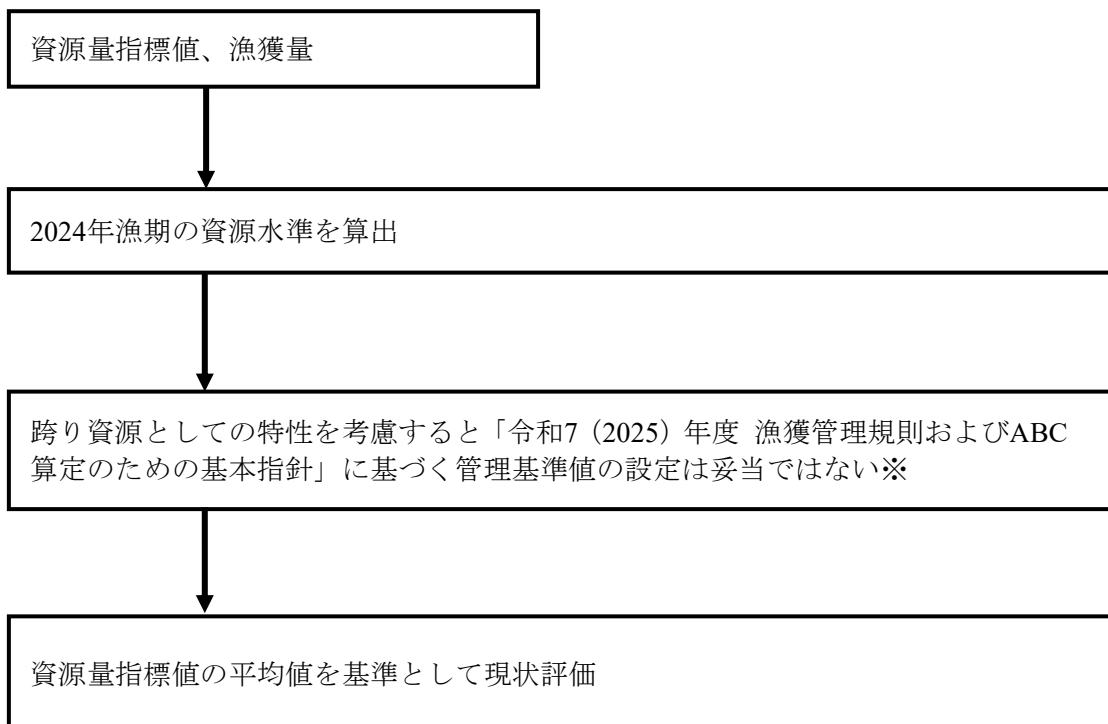 資源量指標値、漁獲量
2024年漁期の資源水準を算出
跨り資源としての特性を考慮すると「令和7（2025）年度 漁獲管理規則およびABC
算定のための基本指針」に基づく管理基準値の設定は妥当ではない※
資源量指標値の平均値を基準として現状評価